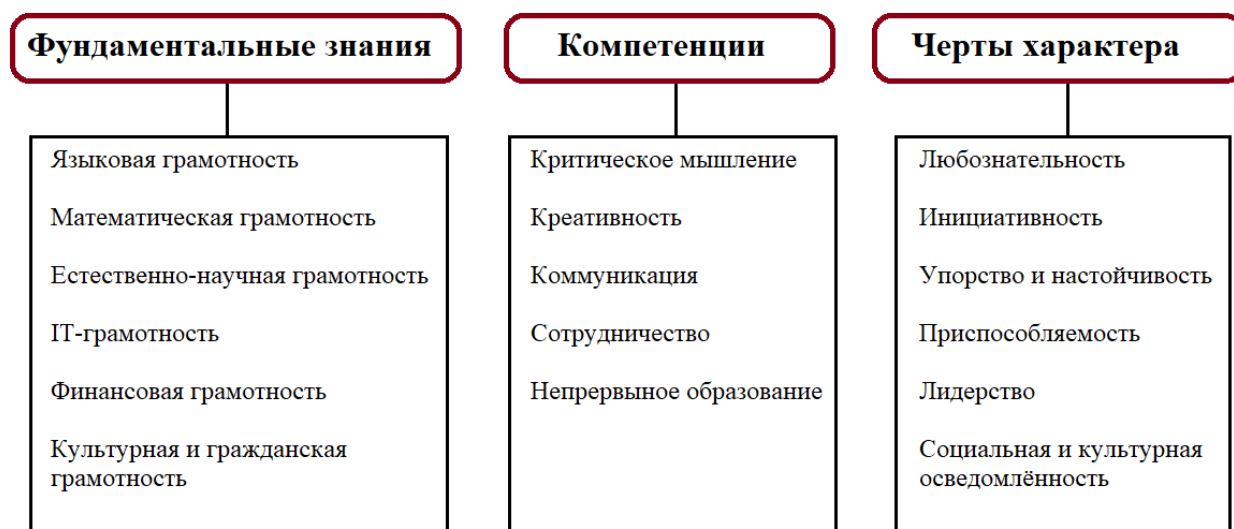 Фундаментальные знания
Языковая грамотность
Математическая грамотность
Естественно-научная грамотность
IT-грамотность
Финансовая грамотность
Культурная и гражданская
грамотность
Компетенции
Критическое мышление
Креативность
Коммуникация
Сотрудничество
Непрервыное образование
Черты характера
Любознательность
Инициативность
Упорство и настойчивость
Приспособляемость
Лидерство
Социальная и культурная
осведомлённость